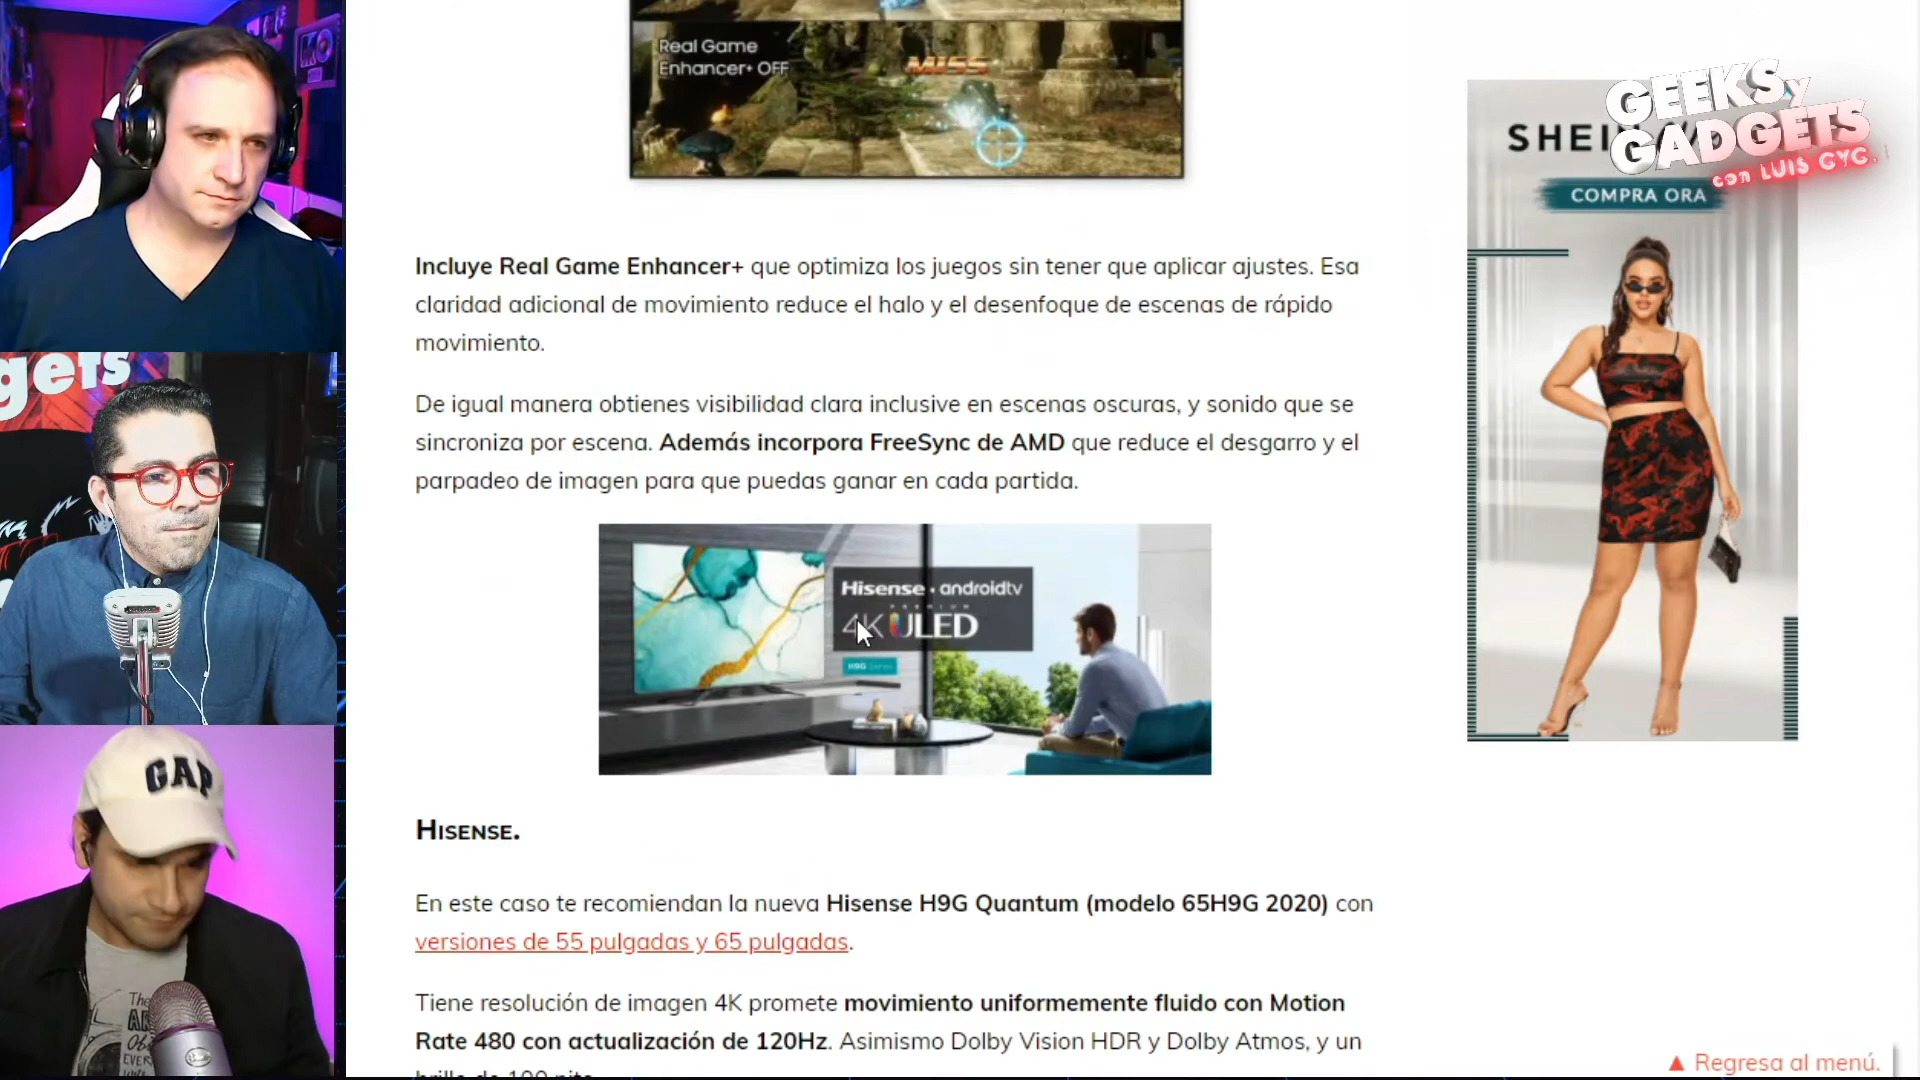 Real Game
Enhancer+ OFF
MISS
GEEKS y
GADGETS
con LUIS GYG.
COMPRA ORA
Incluye Real Game Enhancer+ que optimiza los juegos sin tener que aplicar ajustes. Esa
claridad adicional de movimiento reduce el halo y el desenfoque de escenas de rápido
movimiento.
De igual manera obtienes visibilidad clara inclusive en escenas oscuras, y sonido que se
sincroniza por escena. Además incorpora FreeSync de AMD que reduce el desgarro y el
parpadeo de imagen para que puedas ganar en cada partida.
Hisense • androidtv
PREMIUM
4K ULED
H9G Series
HISENSE.
En este caso te recomiendan la nueva Hisense H9G Quantum (modelo 65H9G 2020) con
versiones de 55 pulgadas y 65 pulgadas.
Tiene resolución de imagen 4K promete movimiento uniformemente fluido con Motion
Rate 480 con actualización de 120Hz. Asimismo Dolby Vision HDR y Dolby Atmos, y un
▲ Regresa al menú.
gets
GAP